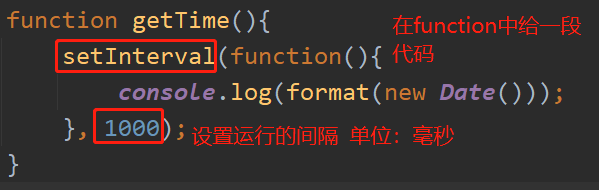 function getTime(){
setInterval(function(){ 在function中给一段
代码
console.log(format(new Date()));
}, 1000); 设置运行的间隔 单位：毫秒
}